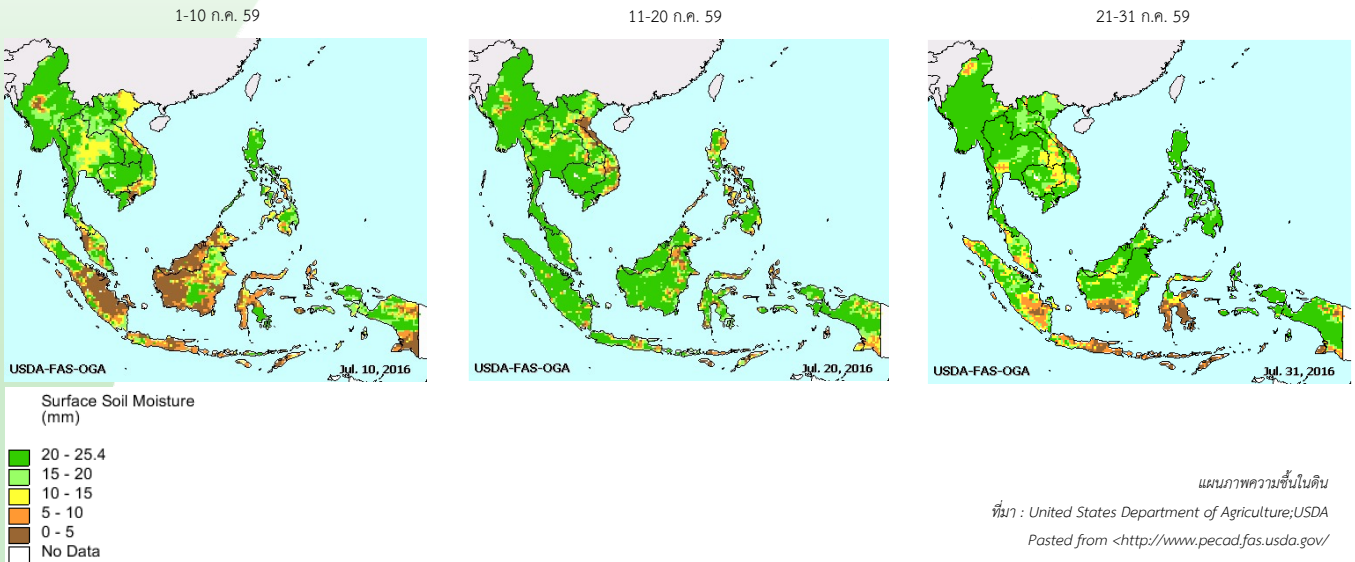 1-10 ก.ค. 59
11-20 ก.ค. 59
21-31 ก.ค. 59
USDA-FAS-OGA
Jul. 10, 2016
USDA-FAS-OGA
Jul. 20, 2016
USDA-FAS-OGA
Jul. 31, 2016
Surface Soil Moisture
(mm)
20 - 25.4
15 - 20
10 - 15
5 - 10
0 - 5
No Data
แผนภาพความชื้นในดิน
ที่มา : United States Department of Agriculture;USDA
Pasted from <http://www.pecad.fas.usda.gov/